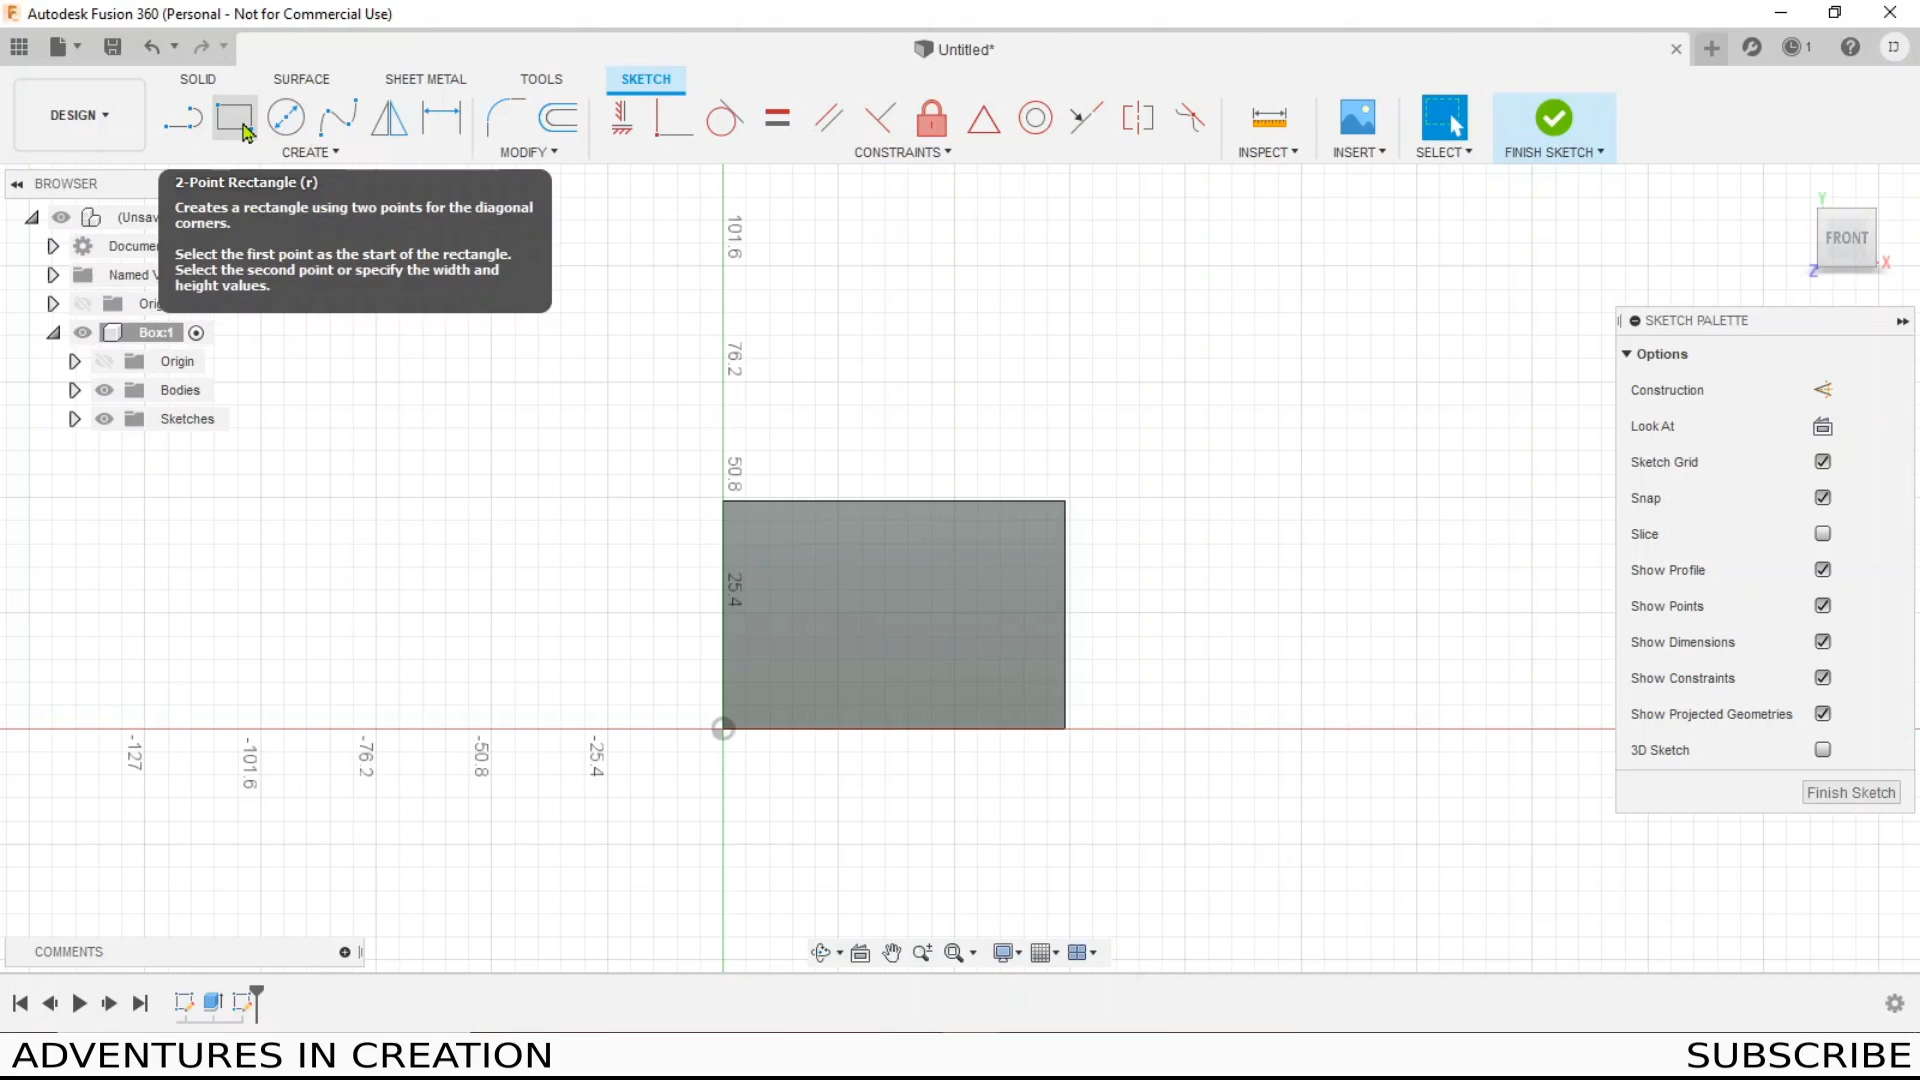 Autodesk Fusion 360 (Personal - Not for Commercial Use)
Untitled*
1
IJ
SOLID
SURFACE
SHEET METAL
TOOLS
SKETCH
DESIGN
CREATE
MODIFY
CONSTRAINTS
INSPECT
INSERT
SELECT
FINISH SKETCH
BROWSER
2-Point Rectangle (r)
Creates a rectangle using two points for the diagonal
corners.
Select the first point as the start of the rectangle.
Select the second point or specify the width and
height values.
(Unsav
Docume
Named V
Orig
Box:1
Origin
Bodies
Sketches
101.6
76.2
50.8
25.4
-127
-101.6
-76.2
-50.8
-25.4
Y
FRONT
X
Z
SKETCH PALETTE
Options
Construction
Look At
Sketch Grid
Snap
Slice
Show Profile
Show Points
Show Dimensions
Show Constraints
Show Projected Geometries
3D Sketch
Finish Sketch
COMMENTS
ADVENTURES IN CREATION
SUBSCRIBE